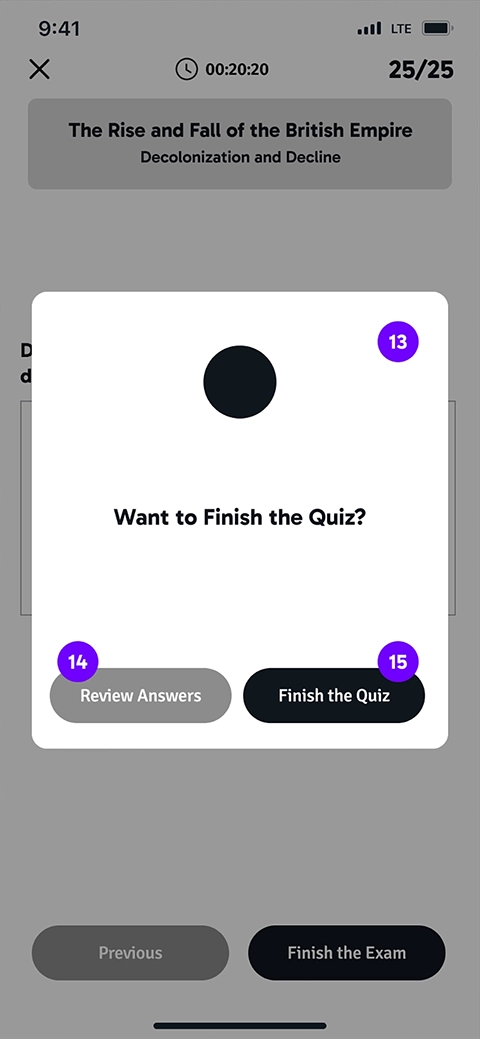 9:41
LTE
00:20:20
25/25
The Rise and Fall of the British Empire
Decolonization and Decline
D
d
13
Want to Finish the Quiz?
14
15
Review Answers
Finish the Quiz
Previous
Finish the Exam